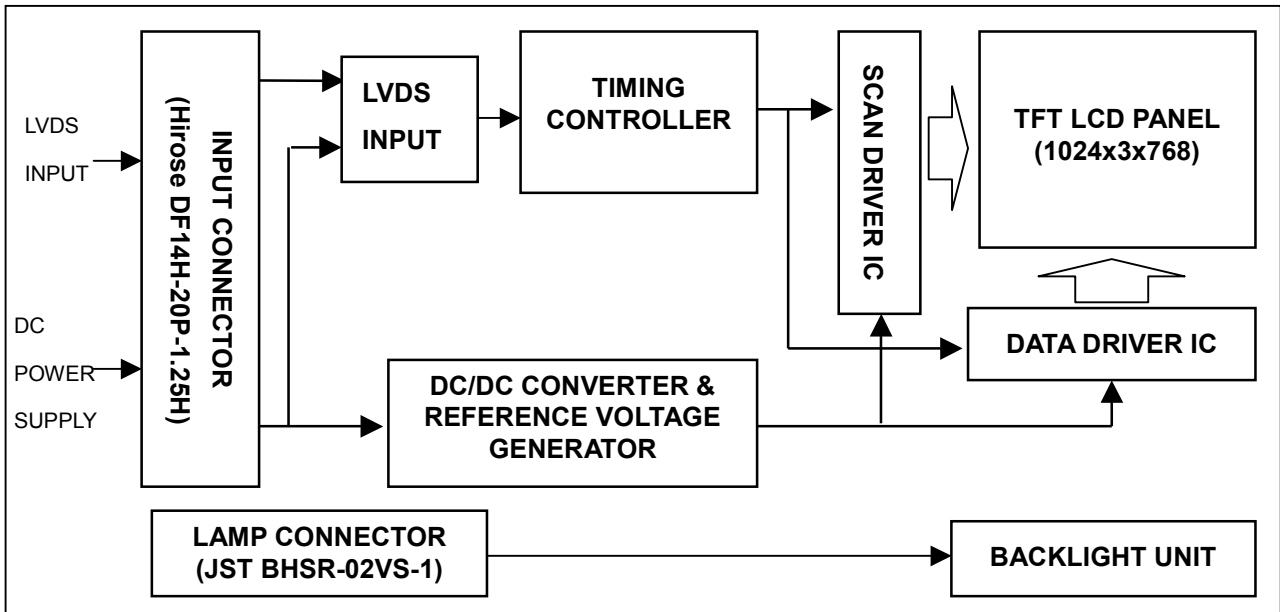 LVDS
INPUT
DC
POWER
SUPPLY
INPUT CONNECTOR
(Hirose DF14H-20P-1.25H)
LVDS
INPUT
TIMING
CONTROLLER
SCAN DRIVER IC
TFT LCD PANEL
(1024x3x768)
DATA DRIVER IC
DC/DC CONVERTER &
REFERENCE VOLTAGE
GENERATOR
LAMP CONNECTOR
(JST BHSR-02VS-1)
BACKLIGHT UNIT